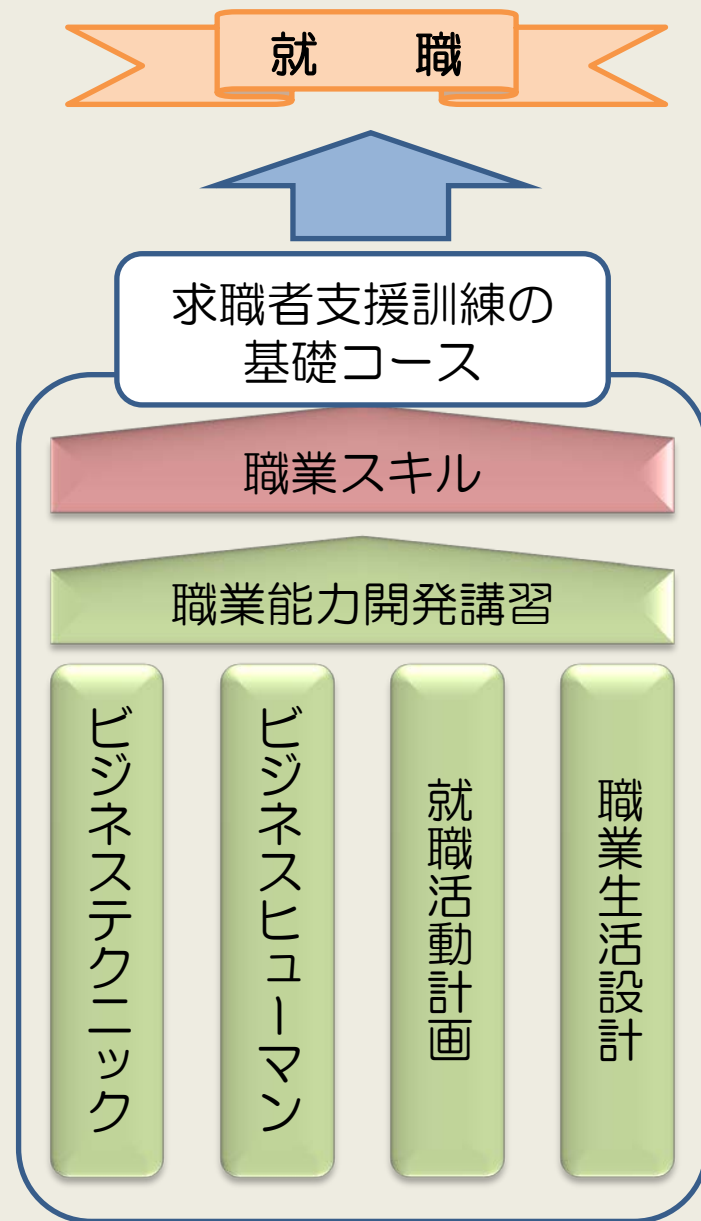 就　職
求職者支援訓練の
基礎コース
職業スキル
職業能力開発講習
ビジネステクニック
ビジネスヒューマン
就職活動計画
職業生活設計